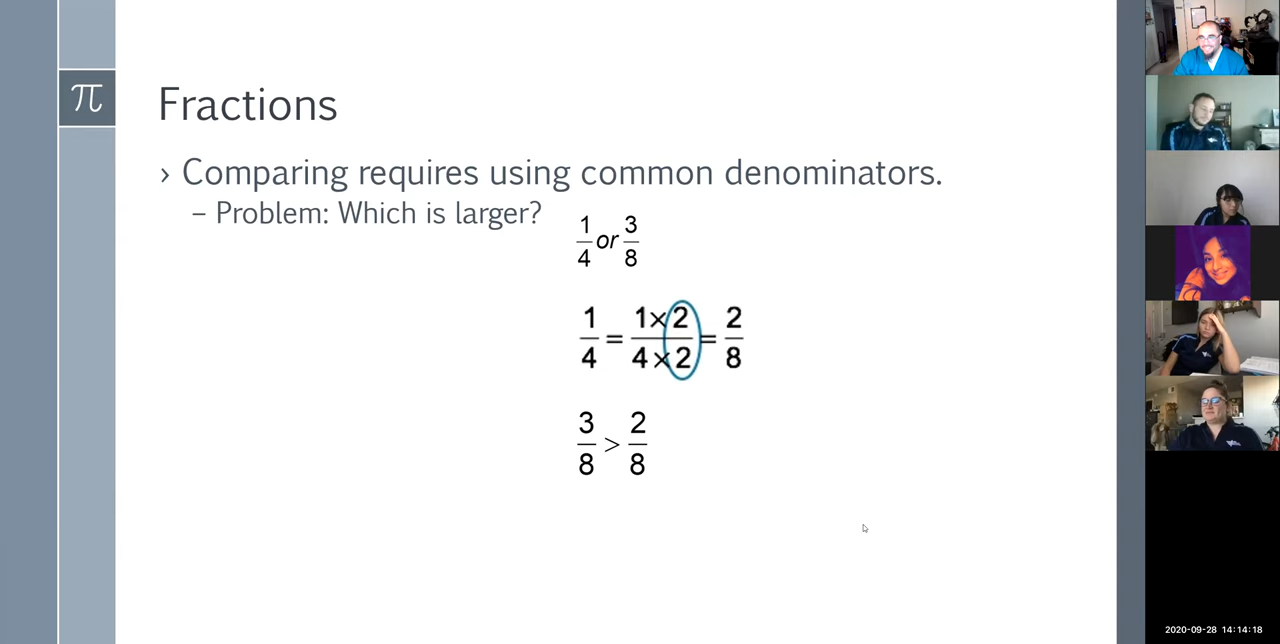 π
Fractions
› Comparing requires using common denominators.
– Problem: Which is larger?
1/4 or 3/8
1/4 = 1×2/4×2 = 2/8
3/8 > 2/8
2020-09-28 14:14:18